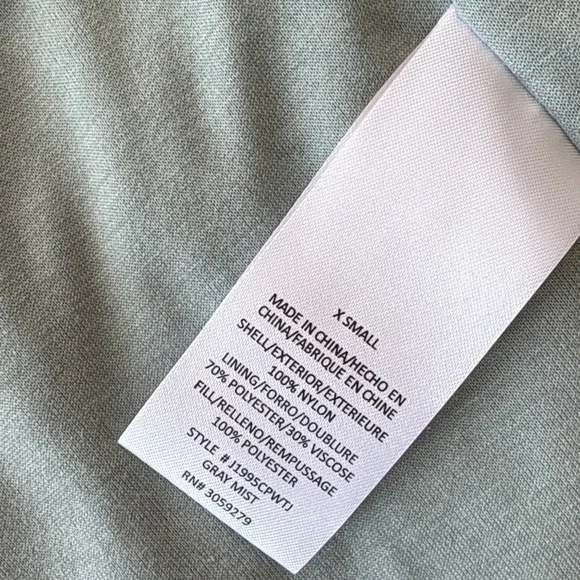 X SMALL
MADE IN CHINA/HECHO EN
CHINA/FABRIQUE EN CHINE
SHELL/EXTERIOR/EXTERIEURE
100% NYLON
LINING/FORRO/DOUBLURE
70% POLYESTER/30% VISCOSE
FILL/RELLENO/REMPUSSAGE
100% POLYESTER
STYLE # J1995CPWTJ
GRAY MIST
RN# 3059279